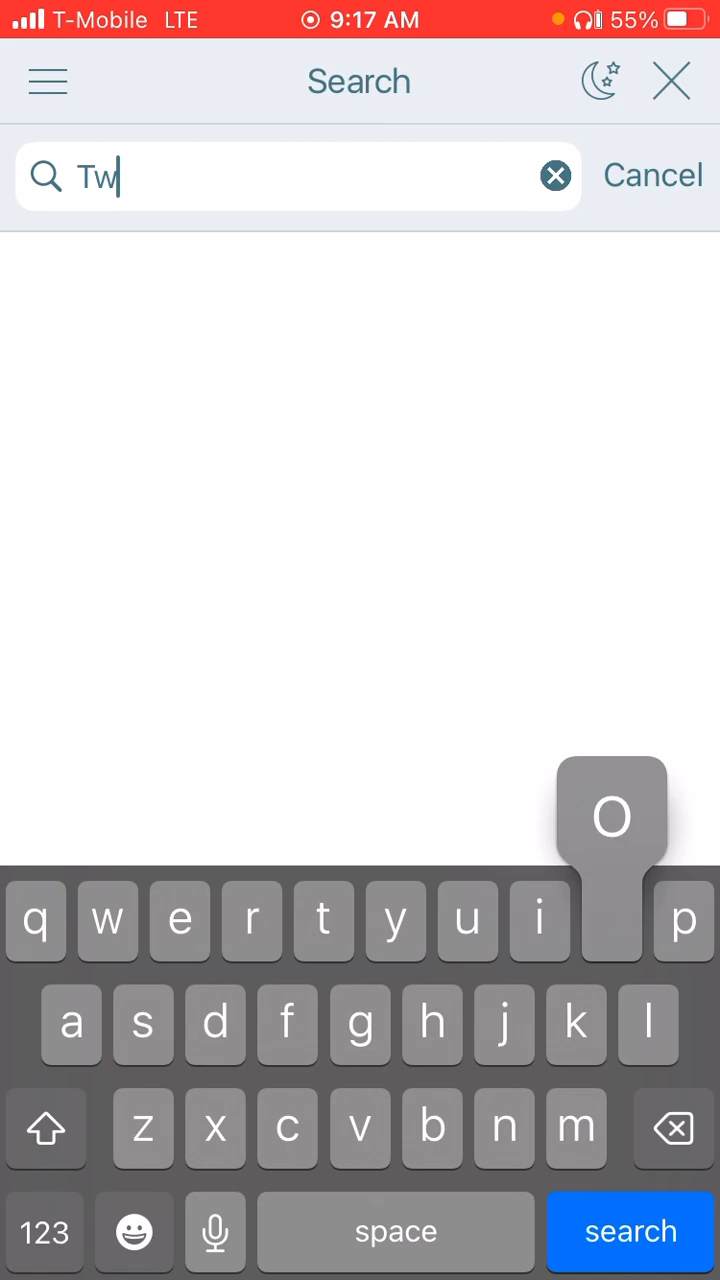 T-Mobile LTE 9:17 AM 55%
Search
Tw Cancel
O
q w e r t y u i p
a s d f g h j k l
z x c v b n m
123 space search